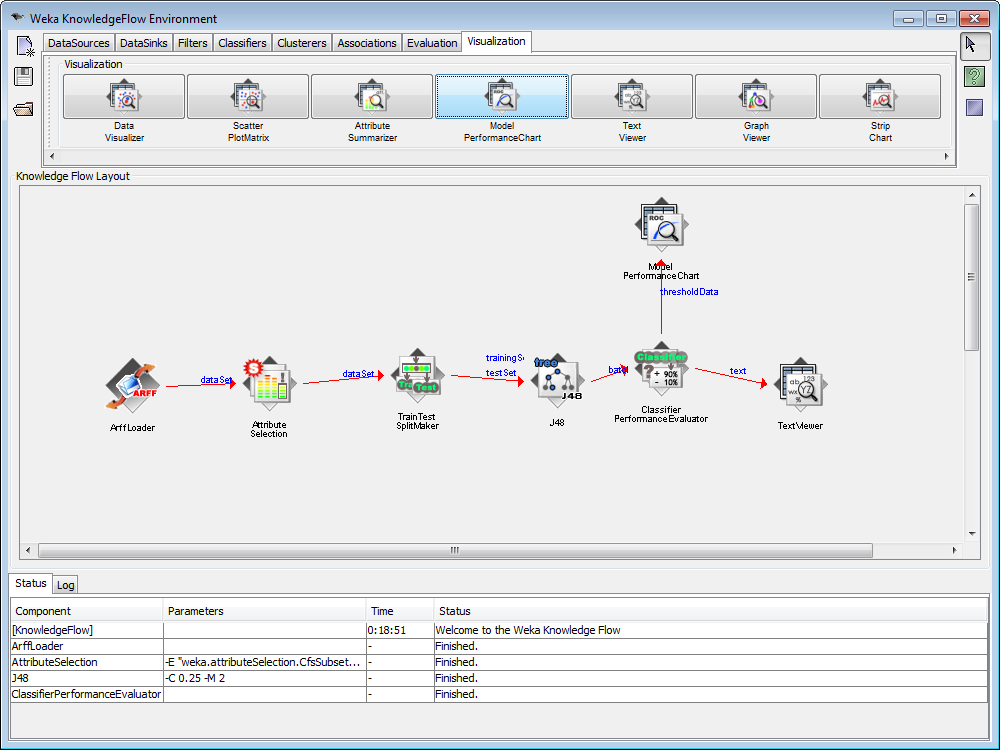 Weka KnowledgeFlow Environment
DataSources DataSinks Filters Classifiers Clusterers Associations Evaluation Visualization
Visualization
Data Visualizer
Scatter PlotMatrix
Attribute Summarizer
Model PerformanceChart
Text Viewer
Graph Viewer
Strip Chart
Knowledge Flow Layout
ROC
Model
PerformanceChart
thresholdData
ARFF
ArffLoader
dataSet
Attribute
Selection
dataSet
Test
TrainTest
SplitMaker
trainingS
testSet
tree
J48
J48
bat
Classifier
+ 90%
- 10%
Classifier
PerformanceEvaluator
text
TextViewer
Status Log
Component Parameters Time Status
[KnowledgeFlow] 0:18:51 Welcome to the Weka Knowledge Flow
ArffLoader - Finished.
AttributeSelection -E "weka.attributeSelection.CfsSubset... - Finished.
J48 -C 0.25 -M 2 - Finished.
ClassifierPerformanceEvaluator - Finished.